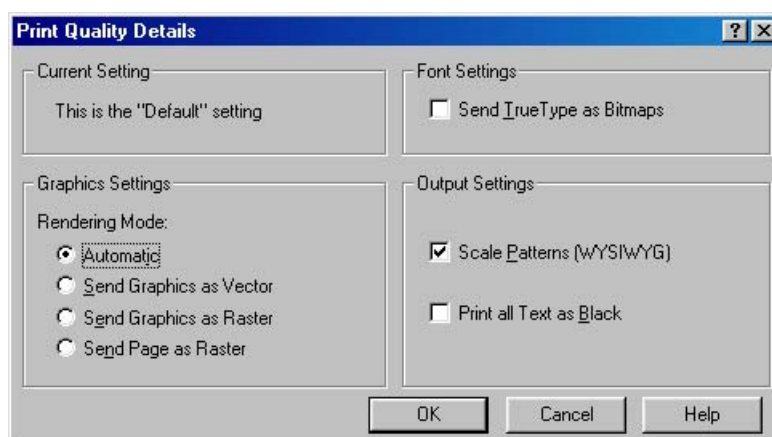 Print Quality Details
Current Setting
This is the "Default" setting
Font Settings
Send TrueType as Bitmaps
Graphics Settings
Rendering Mode:
Automatic
Send Graphics as Vector
Send Graphics as Raster
Send Page as Raster
Output Settings
Scale Patterns (WYSIWYG)
Print all Text as Black
OK
Cancel
Help